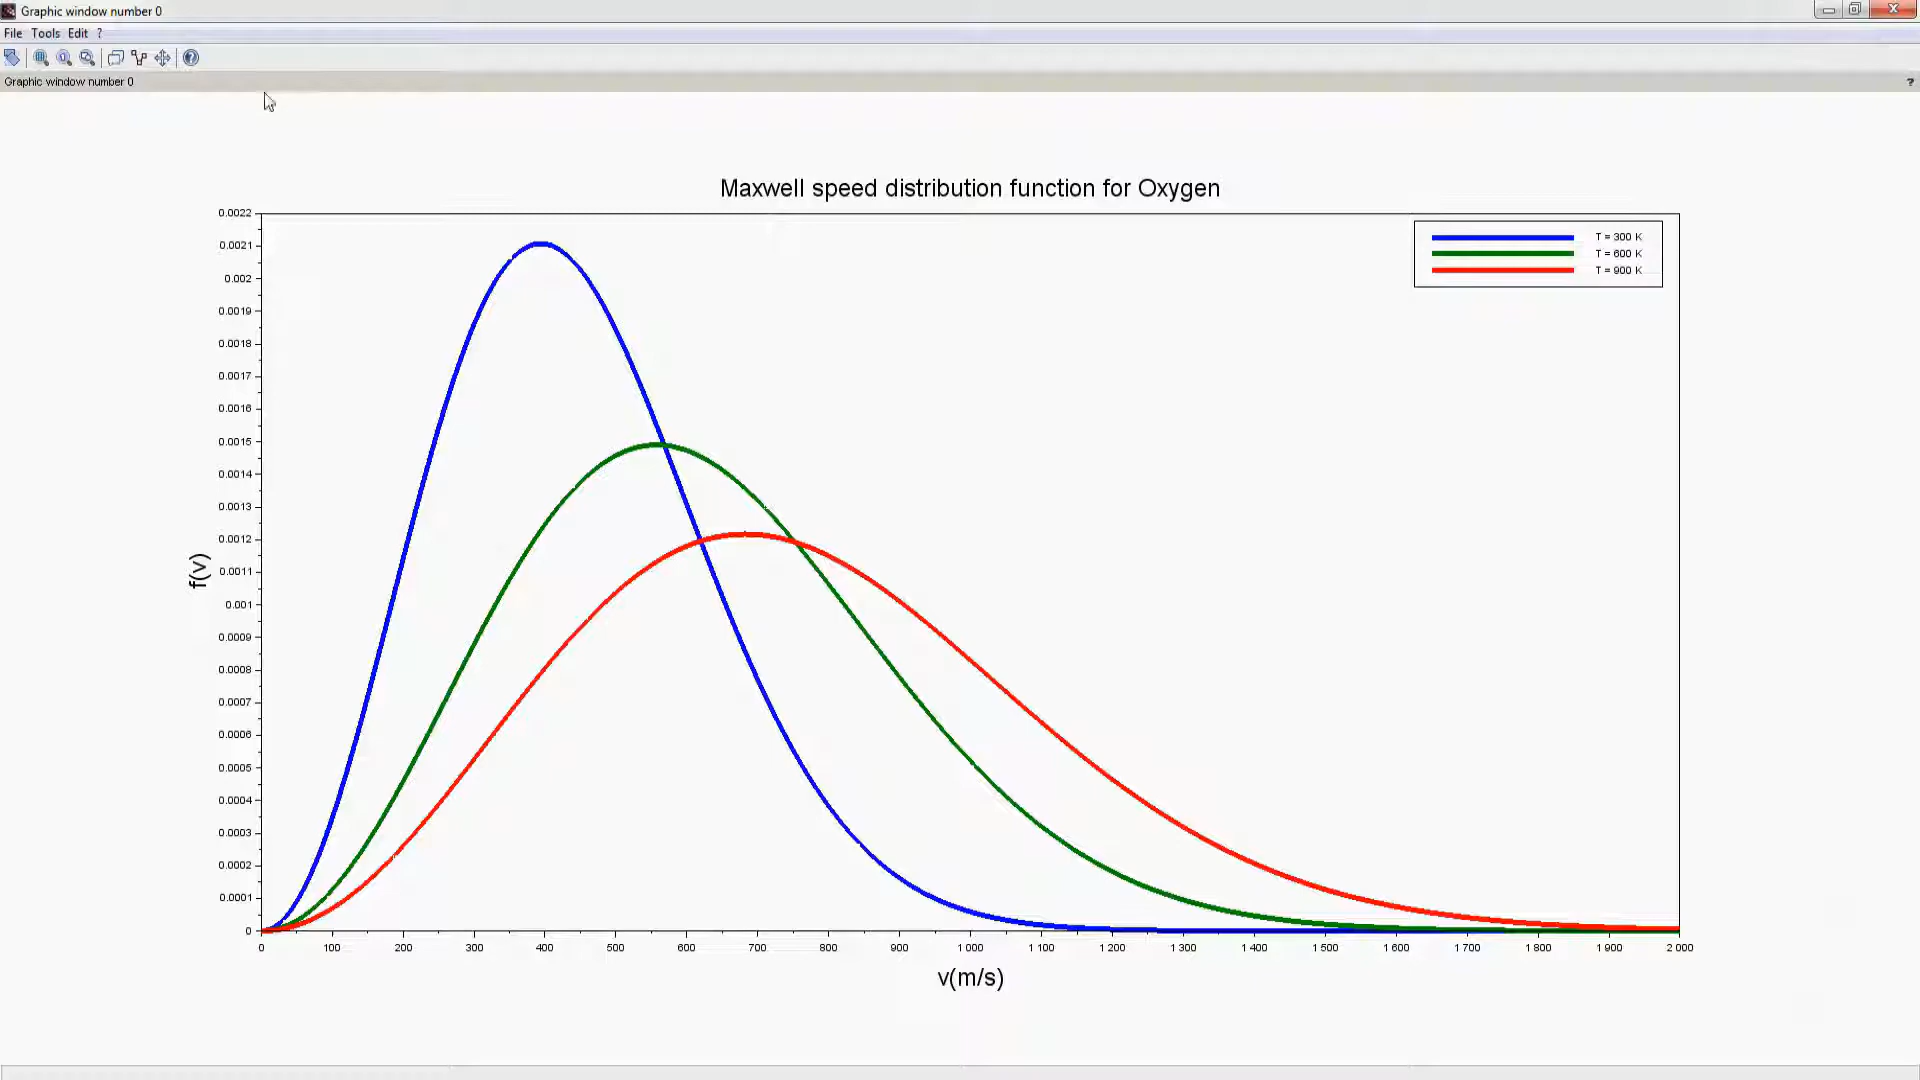 Graphic window number 0
File Tools Edit ?
Graphic window number 0 ?
Maxwell speed distribution function for Oxygen
T = 300 K
T = 600 K
T = 900 K
0.0022
0.0021
0.002
0.0019
0.0018
0.0017
0.0016
0.0015
0.0014
0.0013
0.0012
0.0011
0.001
0.0009
0.0008
0.0007
0.0006
0.0005
0.0004
0.0003
0.0002
0.0001
0
f(v)
0 100 200 300 400 500 600 700 800 900 1 000 1 100 1 200 1 300 1 400 1 500 1 600 1 700 1 800 1 900 2 000
v(m/s)